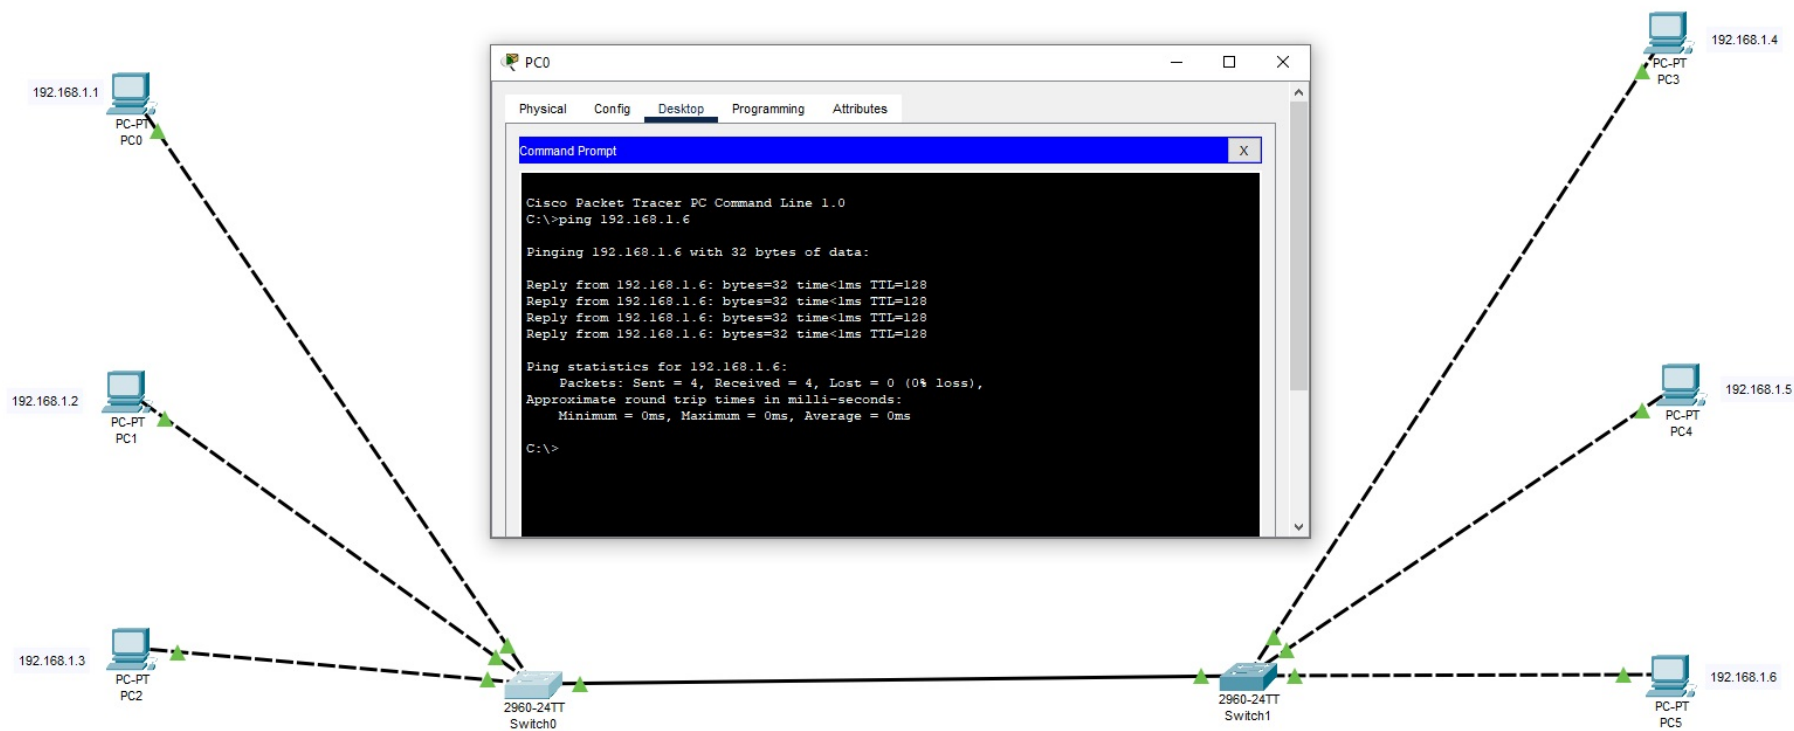 PC0
Physical Config Desktop Programming Attributes
Command Prompt
X
Cisco Packet Tracer PC Command Line 1.0
C:\>ping 192.168.1.6
Pinging 192.168.1.6 with 32 bytes of data:
Reply from 192.168.1.6: bytes=32 time<1ms TTL=128
Reply from 192.168.1.6: bytes=32 time<1ms TTL=128
Reply from 192.168.1.6: bytes=32 time<1ms TTL=128
Reply from 192.168.1.6: bytes=32 time<1ms TTL=128
Ping statistics for 192.168.1.6:
Packets: Sent = 4, Received = 4, Lost = 0 (0% loss),
Approximate round trip times in milli-seconds:
Minimum = 0ms, Maximum = 0ms, Average = 0ms
C:\>
192.168.1.1
PC-PT
PC0
192.168.1.2
PC-PT
PC1
192.168.1.3
PC-PT
PC2
2960-24TT
Switch0
2960-24TT
Switch1
192.168.1.4
PC-PT
PC3
192.168.1.5
PC-PT
PC4
192.168.1.6
PC-PT
PC5